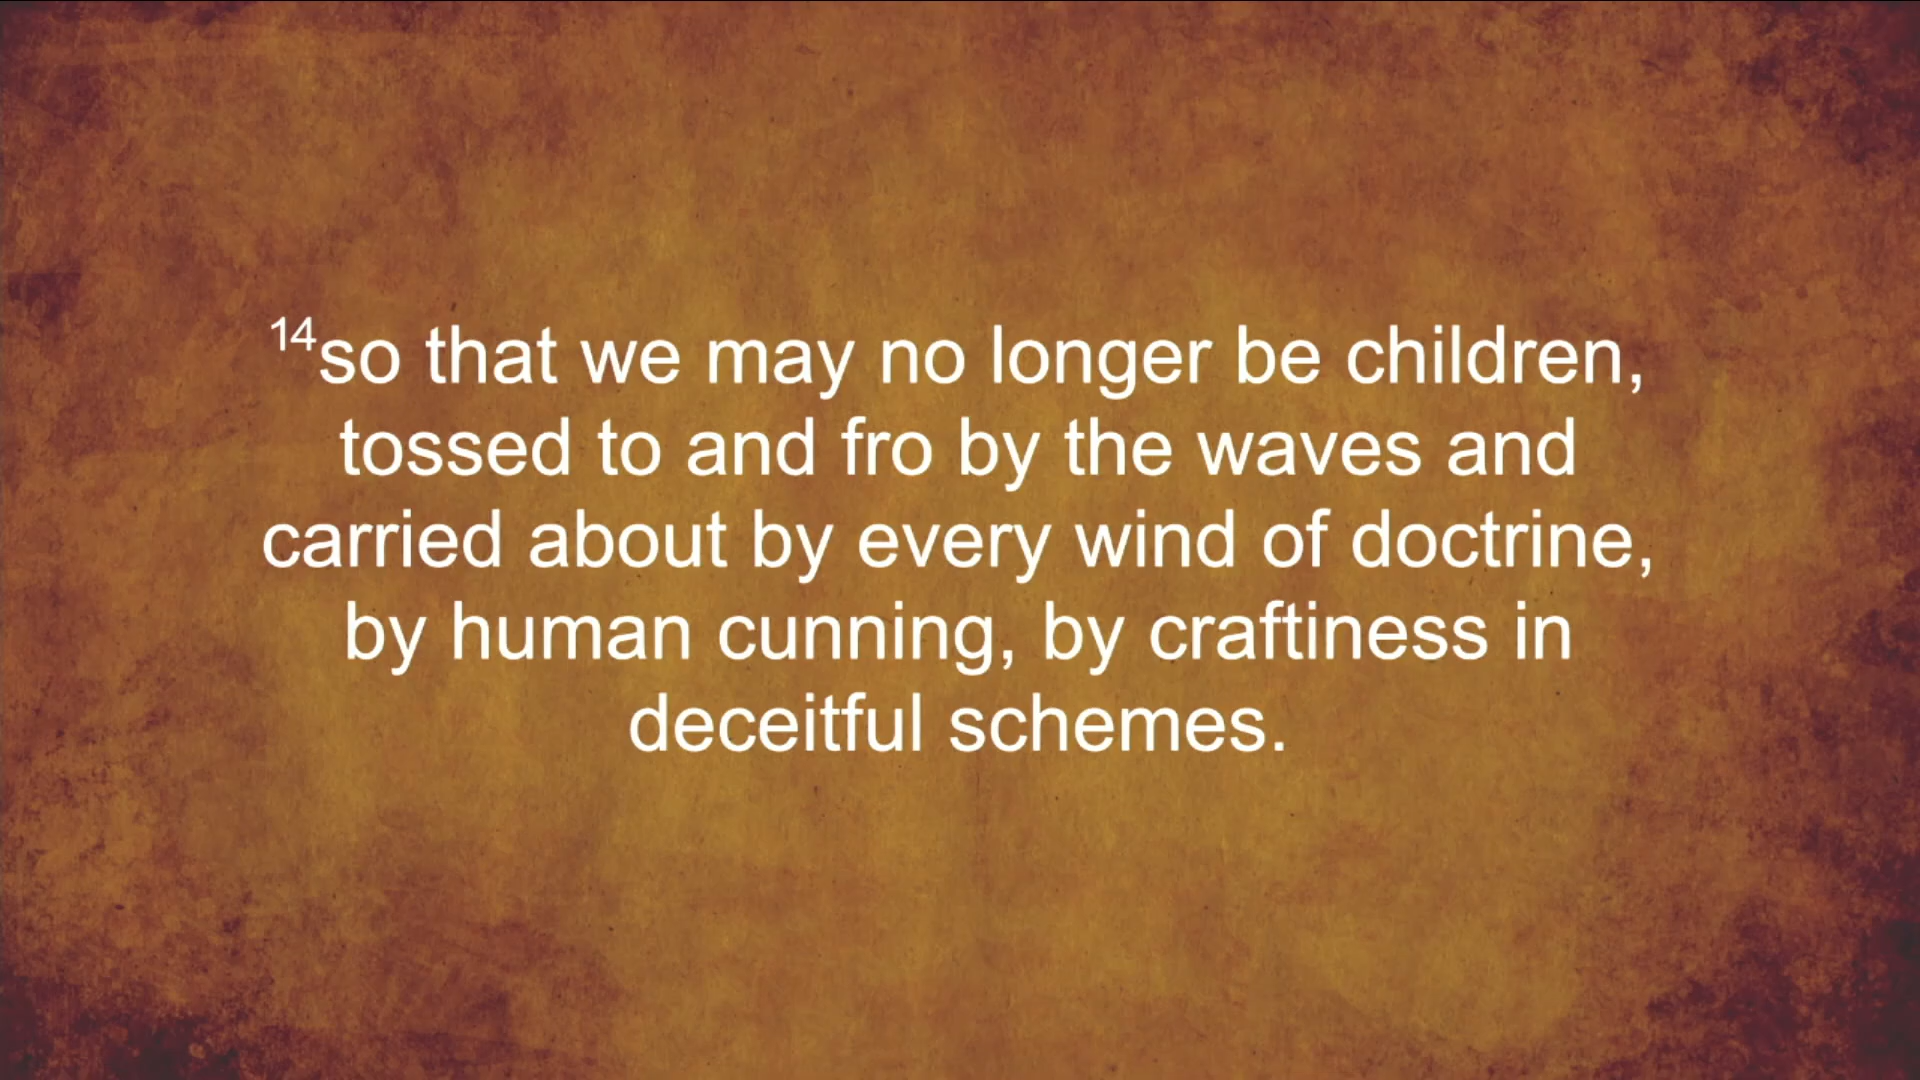 14so that we may no longer be children,
tossed to and fro by the waves and
carried about by every wind of doctrine,
by human cunning, by craftiness in
deceitful schemes.